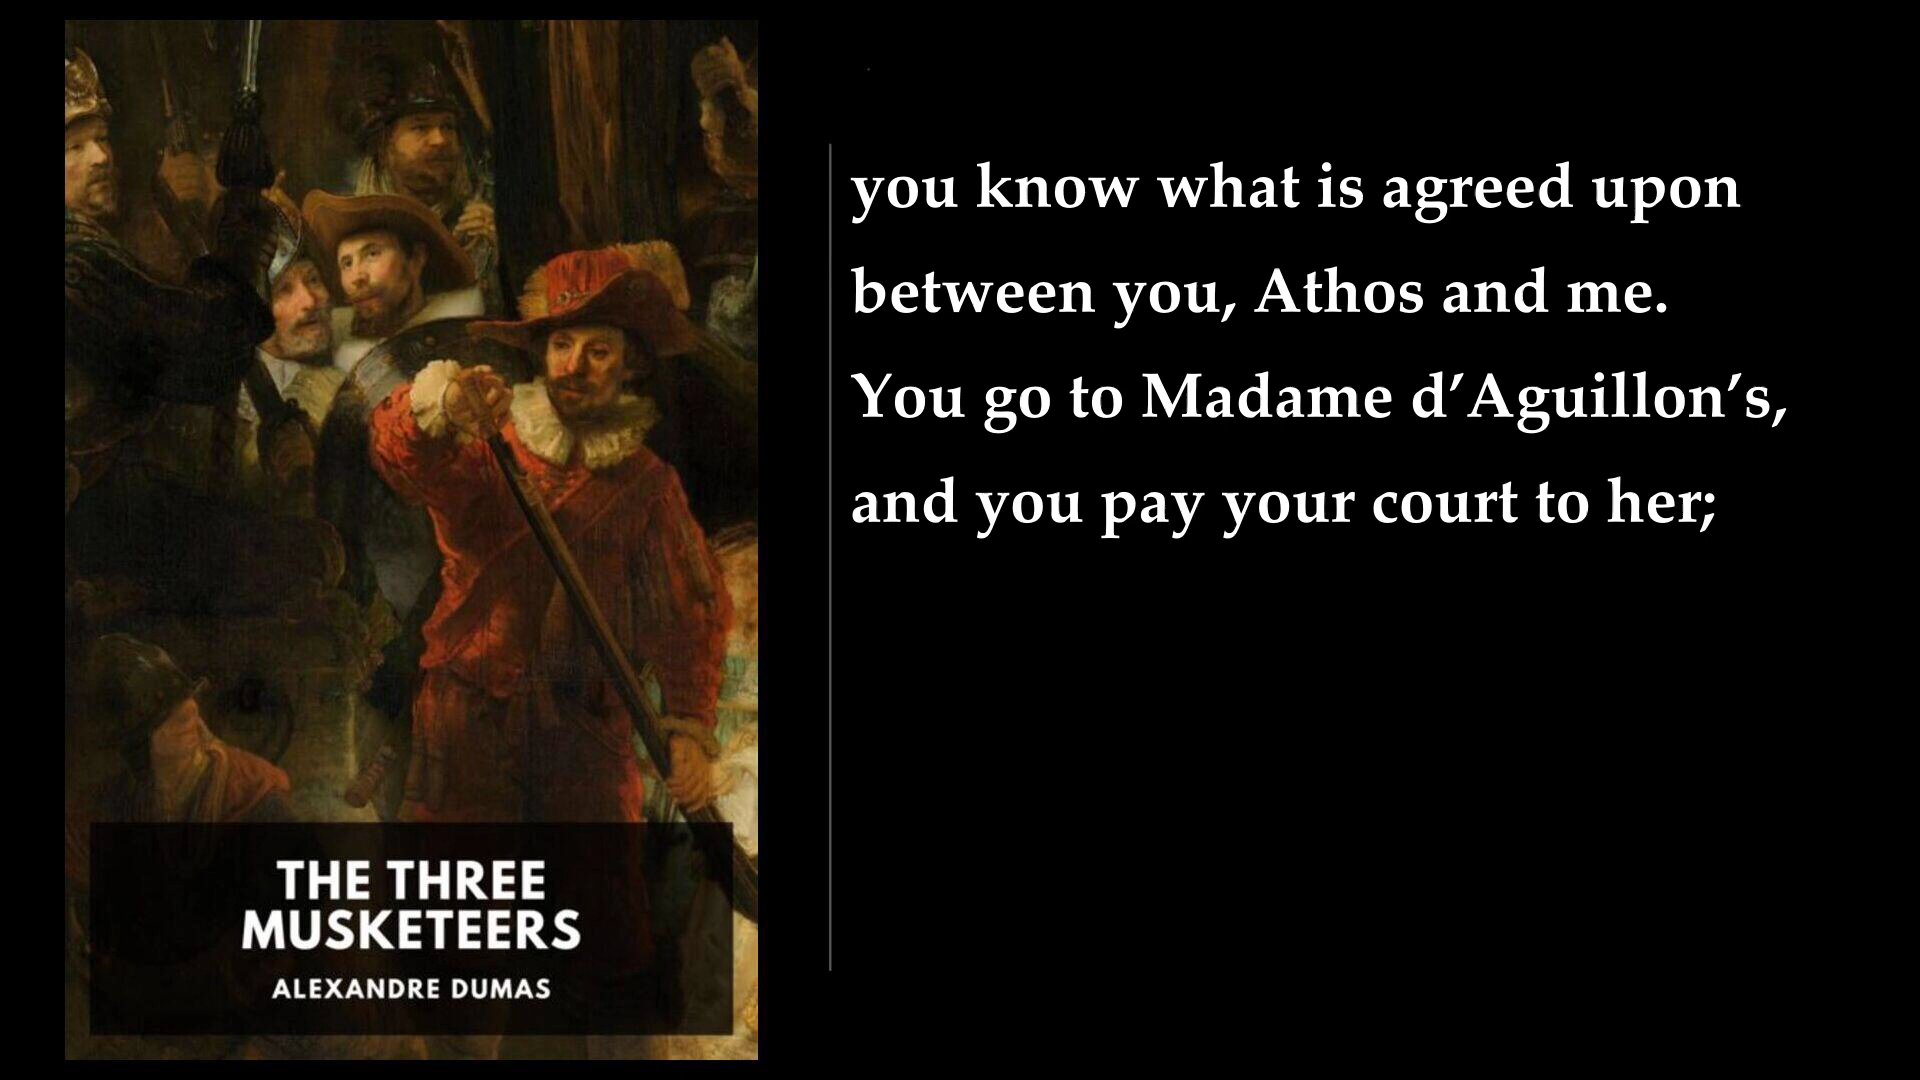 THE THREE
MUSKETEERS
ALEXANDRE DUMAS
you know what is agreed upon
between you, Athos and me.
You go to Madame d’Aguillon’s,
and you pay your court to her;